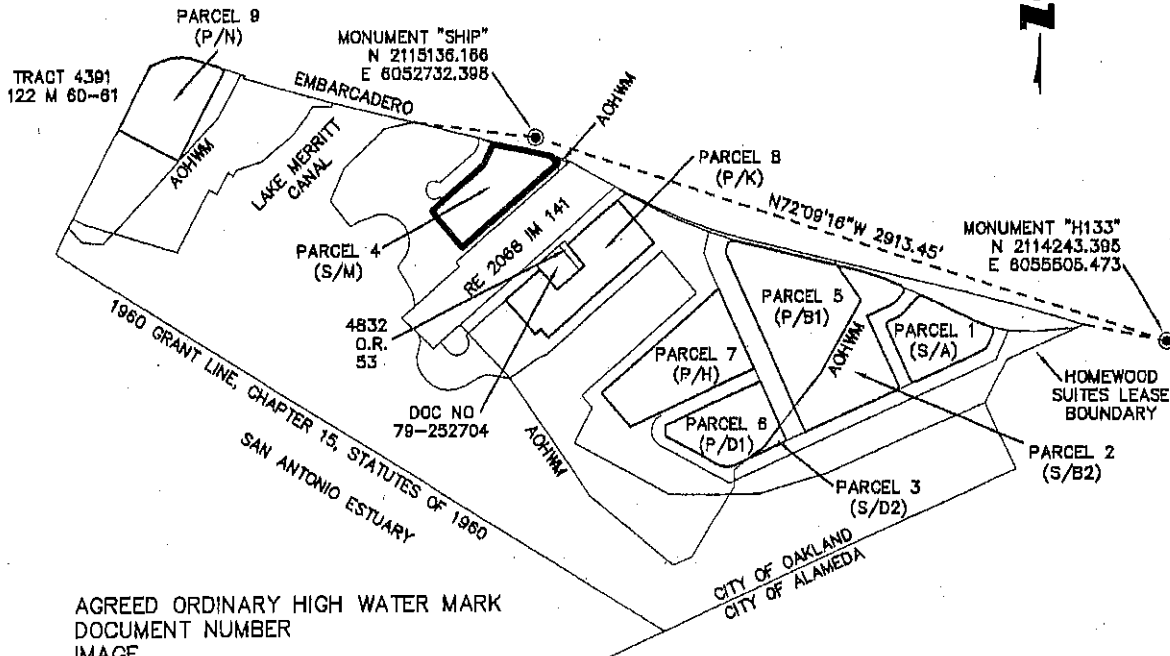 PARCEL 9
(P/N)
TRACT 4391
122 M 60-61
MONUMENT "SHIP"
N 2115136.166
E 6052732.398
EMBARCADERO
AOHWM
AOHWM
LAKE MERRITT
CANAL
PARCEL 8
(P/K)
N72°09'16"W 2913.45'
MONUMENT "H133"
N 2114243.395
E 6055505.473
PARCEL 4
(S/M)
RE 2068 IM 141
PARCEL 5
(P/B1)
AOHWM
PARCEL 1
(S/A)
4832
O.R.
53
PARCEL 7
(P/H)
HOMEWOOD
SUITES LEASE
BOUNDARY
DOC NO
79-252704
AOHWM
PARCEL 6
(P/D1)
PARCEL 2
(S/B2)
PARCEL 3
(S/D2)
1960 GRANT LINE, CHAPTER 15, STATUTES OF 1960
SAN ANTONIO ESTUARY
CITY OF OAKLAND
CITY OF ALAMEDA
AGREED ORDINARY HIGH WATER MARK
DOCUMENT NUMBER
IMAGE